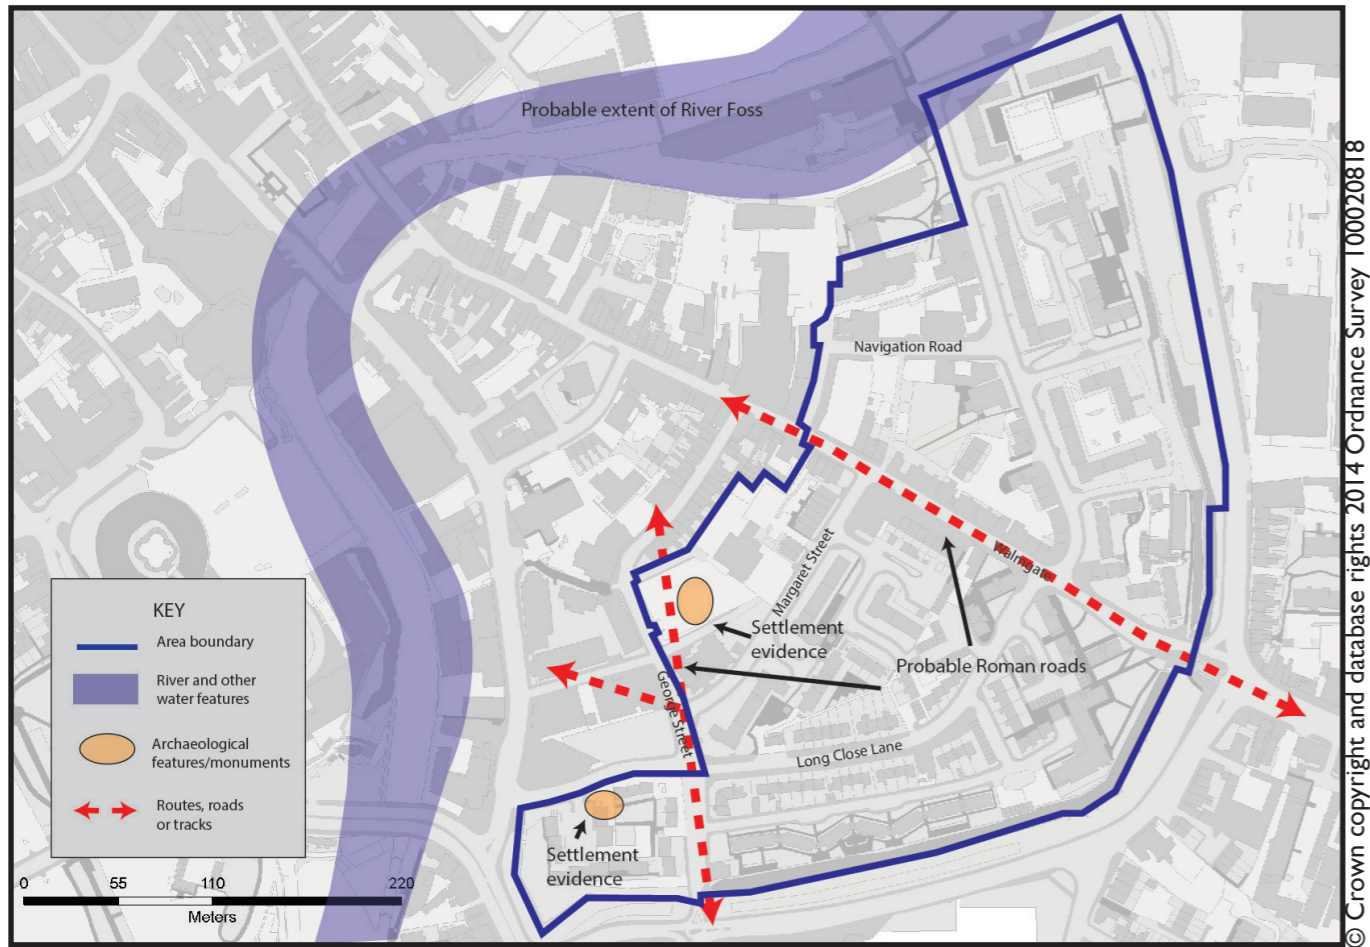 Probable extent of River Foss
Navigation Road
Walmgate
Margaret Street
Settlement
evidence
Probable Roman roads
George Street
Long Close Lane
Settlement
evidence
KEY
Area boundary
River and other
water features
Archaeological
features/monuments
Routes, roads
or tracks
0 55 110 220
Meters
© Crown copyright and database rights 2014 Ordnance Survey 100020818